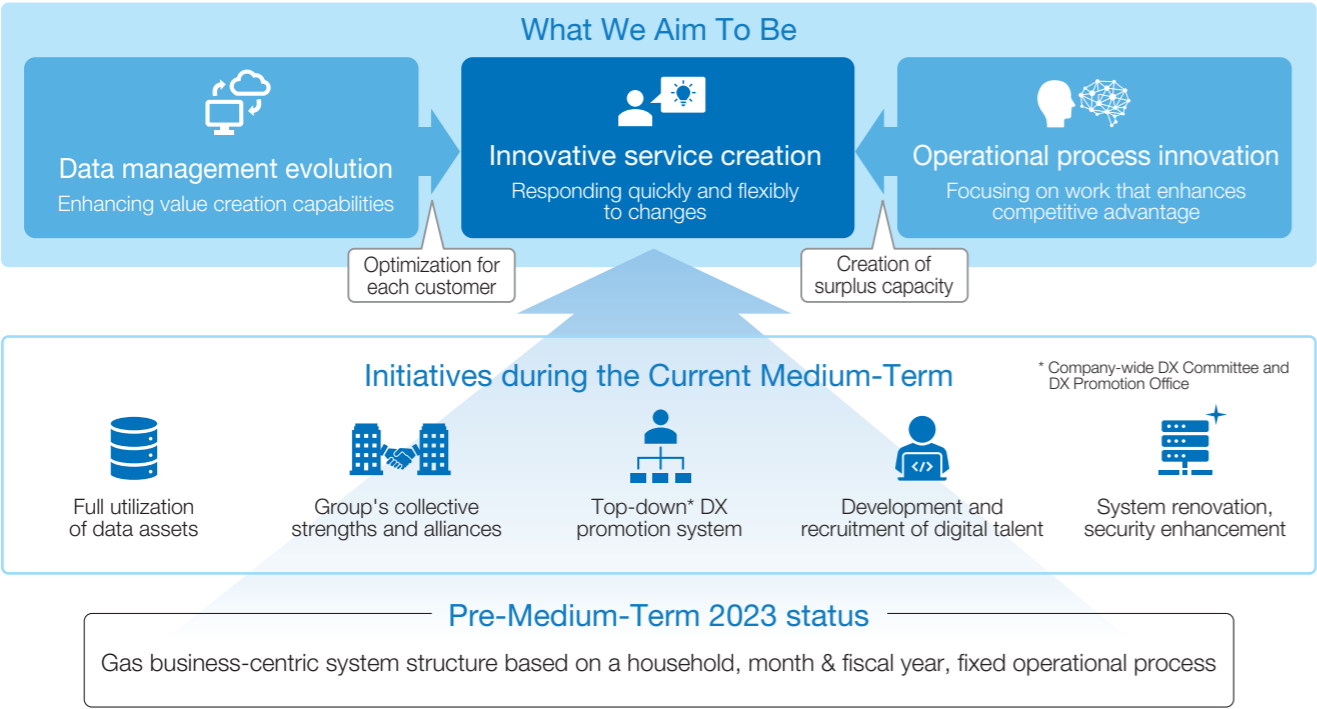 What We Aim To Be
Data management evolution
Enhancing value creation capabilities
Innovative service creation
Responding quickly and flexibly
to changes
Operational process innovation
Focusing on work that enhances
competitive advantage
Optimization for
each customer
Creation of
surplus capacity
Initiatives during the Current Medium-Term
* Company-wide DX Committee and
DX Promotion Office
Full utilization
of data assets
Group's collective
strengths and alliances
Top-down* DX
promotion system
</>
Development and
recruitment of digital talent
System renovation,
security enhancement
Pre-Medium-Term 2023 status
Gas business-centric system structure based on a household, month & fiscal year, fixed operational process